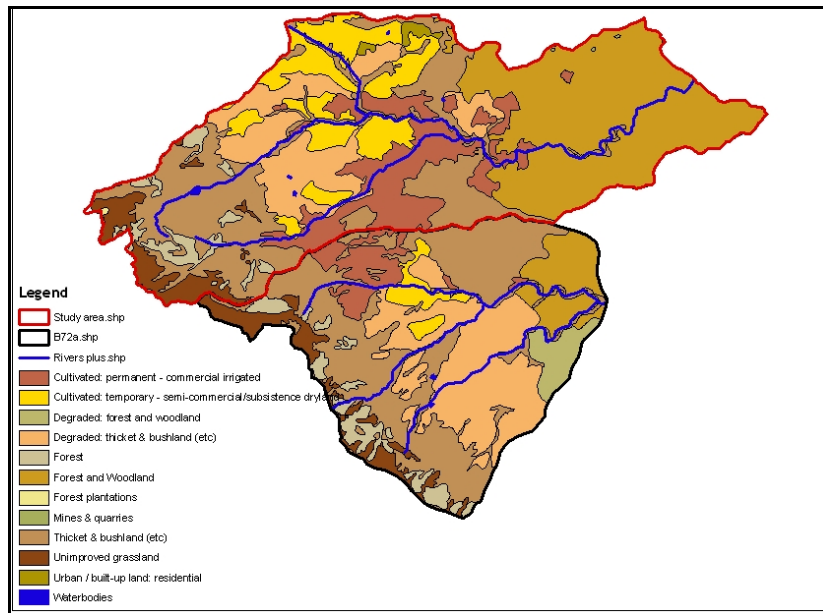 Legend
Study area.shp
B72a.shp
Rivers plus.shp
Cultivated: permanent - commercial irrigated
Cultivated: temporary - semi-commercial/subsistence dryland
Degraded: forest and woodland
Degraded: thicket & bushland (etc)
Forest
Forest and Woodland
Forest plantations
Mines & quarries
Thicket & bushland (etc)
Unimproved grassland
Urban / built-up land: residential
Waterbodies